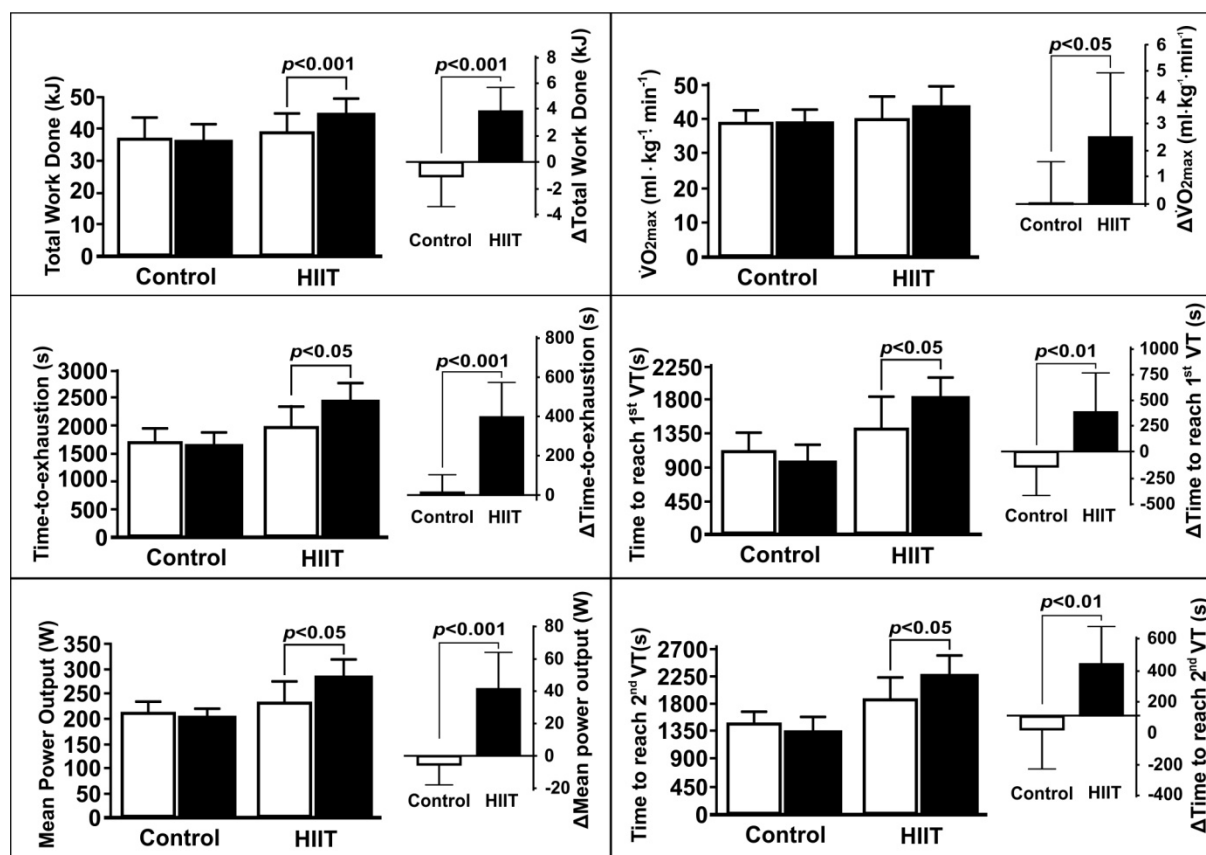 Total Work Done (kJ)
50
40
30
20
10
0
Control
HIIT
p<0.001
p<0.001
Control
HIIT
8
6
4
2
0
-2
-4
ΔTotal Work Done (kJ)
V̇O2max (ml·kg⁻¹ min⁻¹)
50
40
30
20
10
0
Control
HIIT
p<0.05
Control
HIIT
6
5
4
3
2
1
0
ΔV̇O2max (ml·kg⁻¹·min⁻¹)
Time-to-exhaustion (s)
3000
2500
2000
1500
1000
500
0
Control
HIIT
p<0.05
p<0.001
Control
HIIT
800
600
400
200
0
ΔTime-to-exhaustion (s)
Time to reach 1st VT(s)
2250
1800
1350
900
450
0
Control
HIIT
p<0.05
p<0.01
Control
HIIT
1000
750
500
250
0
-250
-500
ΔTime to reach 1st VT (s)
Mean Power Output (W)
350
300
250
200
150
100
50
0
Control
HIIT
p<0.05
p<0.001
Control
HIIT
80
60
40
20
0
-20
ΔMean power output (W)
Time to reach 2nd VT(s)
2700
2250
1800
1350
900
450
0
Control
HIIT
p<0.05
p<0.01
Control
HIIT
600
400
200
0
-200
-400
ΔTime to reach 2nd VT (s)